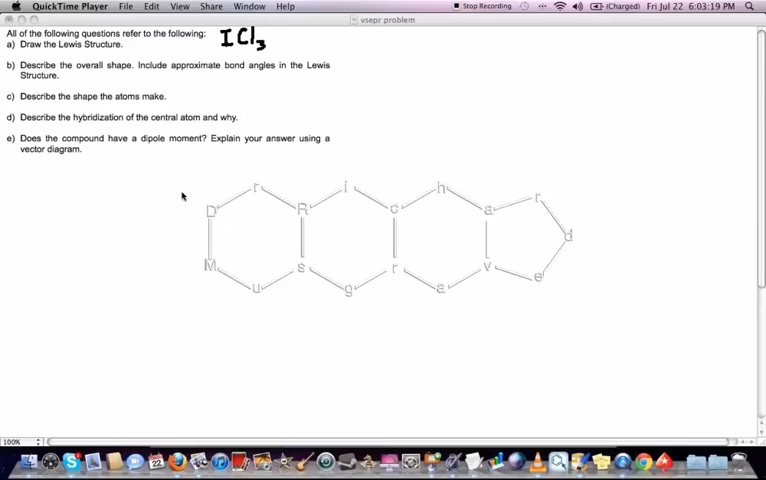 QuickTime Player File Edit View Share Window Help Stop Recording (Charged) Fri Jul 22 6:03:19 PM
vsepr problem
All of the following questions refer to the following: ICl3
a) Draw the Lewis Structure.
b) Describe the overall shape. Include approximate bond angles in the Lewis
Structure.
c) Describe the shape the atoms make.
d) Describe the hybridization of the central atom and why.
e) Does the compound have a dipole moment? Explain your answer using a
vector diagram.
D r R i c h a r d
M u s g r a v e
100%